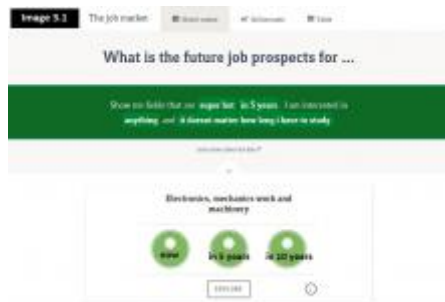 Image 5.1
The job market
What is the future job prospects for ...
Show me fields that are super hot in 5 years I am interested in
anything and it doesnt matter how long i have to study
Electronics, mechanics work and
machinery
now in 5 years in 10 years
EXPLORE